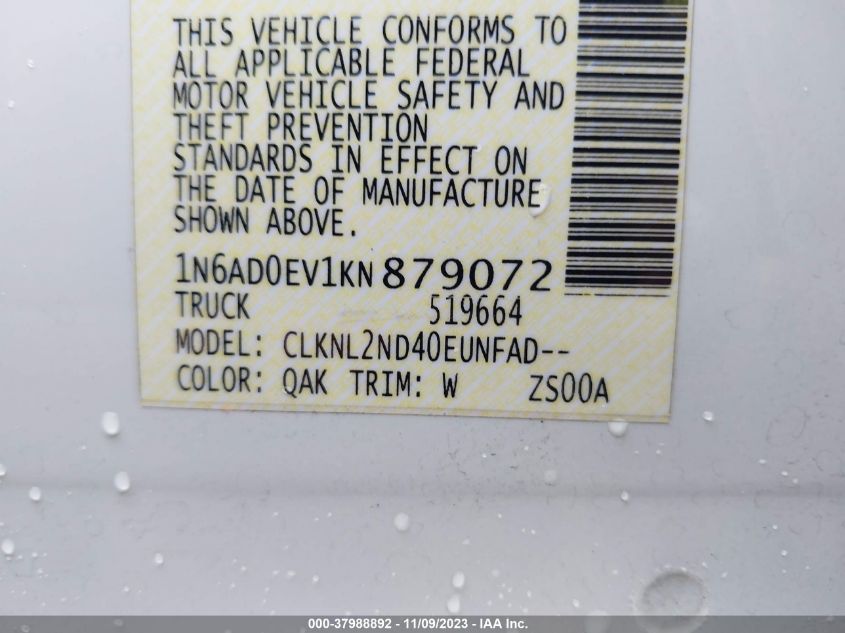 THIS VEHICLE CONFORMS TO
ALL APPLICABLE FEDERAL
MOTOR VEHICLE SAFETY AND
THEFT PREVENTION
STANDARDS IN EFFECT ON
THE DATE OF MANUFACTURE
SHOWN ABOVE.
1N6AD0EV1KN879072
TRUCK 519664
MODEL: CLKNL2ND40EUNFAD--
COLOR: QAK TRIM: W ZS00A
000-37988892 - 11/09/2023 - IAA Inc.